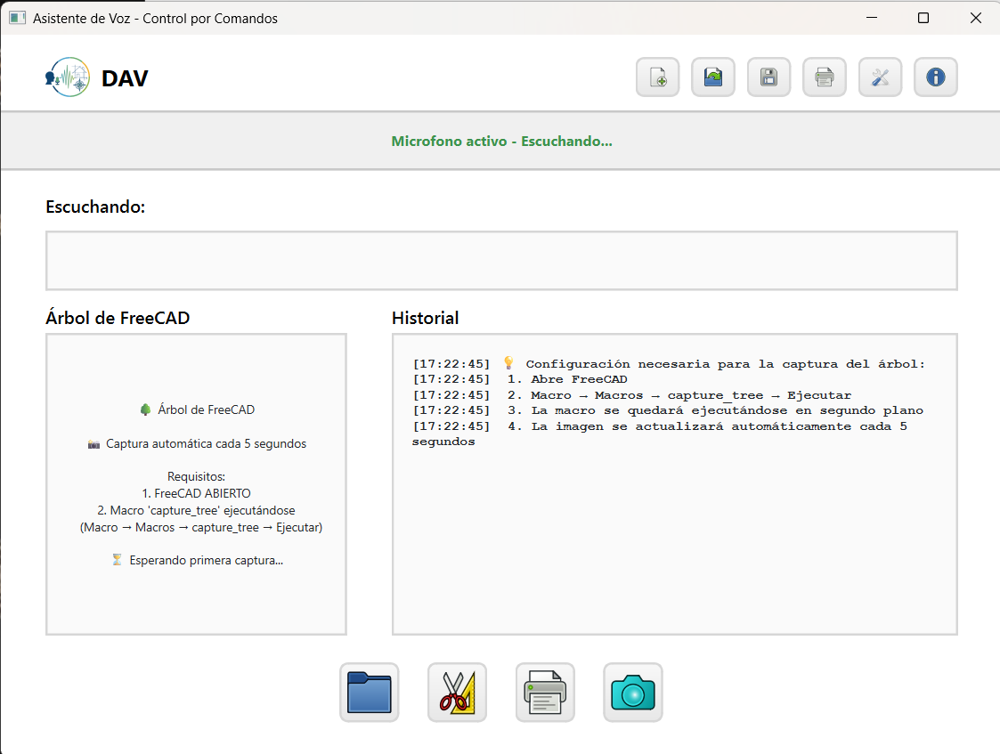 Asistente de Voz - Control por Comandos
DAV
Microfono activo - Escuchando...
Escuchando:
Árbol de FreeCAD
🌳 Árbol de FreeCAD
📷 Captura automática cada 5 segundos
Requisitos:
1. FreeCAD ABIERTO
2. Macro 'capture_tree' ejecutándose
(Macro → Macros → capture_tree → Ejecutar)
⏳ Esperando primera captura...
Historial
[17:22:45] 💡 Configuración necesaria para la captura del árbol:
[17:22:45] 1. Abre FreeCAD
[17:22:45] 2. Macro → Macros → capture_tree → Ejecutar
[17:22:45] 3. La macro se quedará ejecutándose en segundo plano
[17:22:45] 4. La imagen se actualizará automáticamente cada 5
segundos